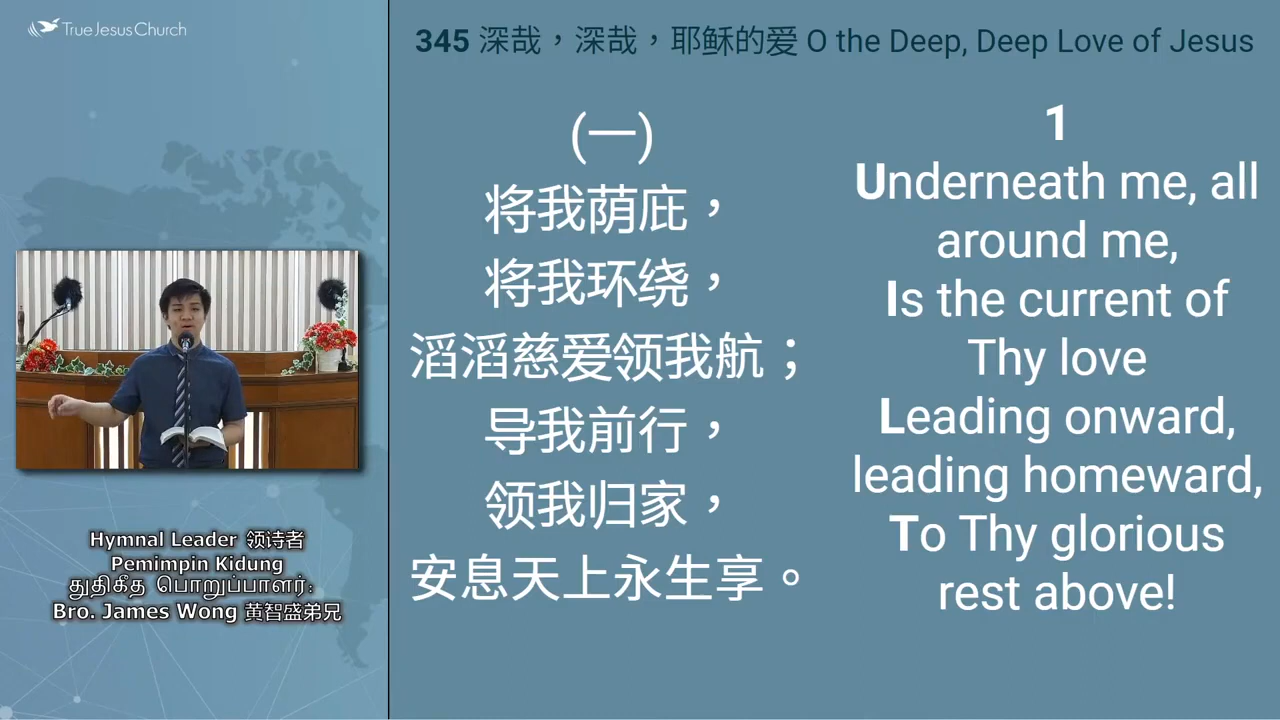 True Jesus Church
345 深哉，深哉，耶稣的爱 O the Deep, Deep Love of Jesus
(一)
将我荫庇，
将我环绕，
滔滔慈爱领我航；
导我前行，
领我归家，
安息天上永生享。
1
Underneath me, all
around me,
Is the current of
Thy love
Leading onward,
leading homeward,
To Thy glorious
rest above!
Hymnal Leader 领诗者
Pemimpin Kidung
துதிகீத பொறுப்பாளர்:
Bro. James Wong 黄智盛弟兄